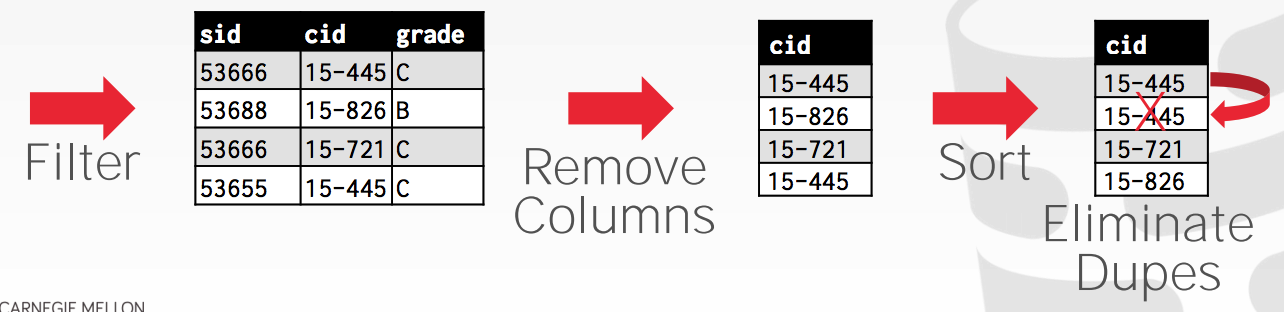 Filter
sid cid grade
53666 15-445 C
53688 15-826 B
53666 15-721 C
53655 15-445 C
Remove
Columns
cid
15-445
15-826
15-721
15-445
Sort
cid
15-445
15-445
15-721
15-826
Eliminate
Dupes
CARNEGIE MELLON